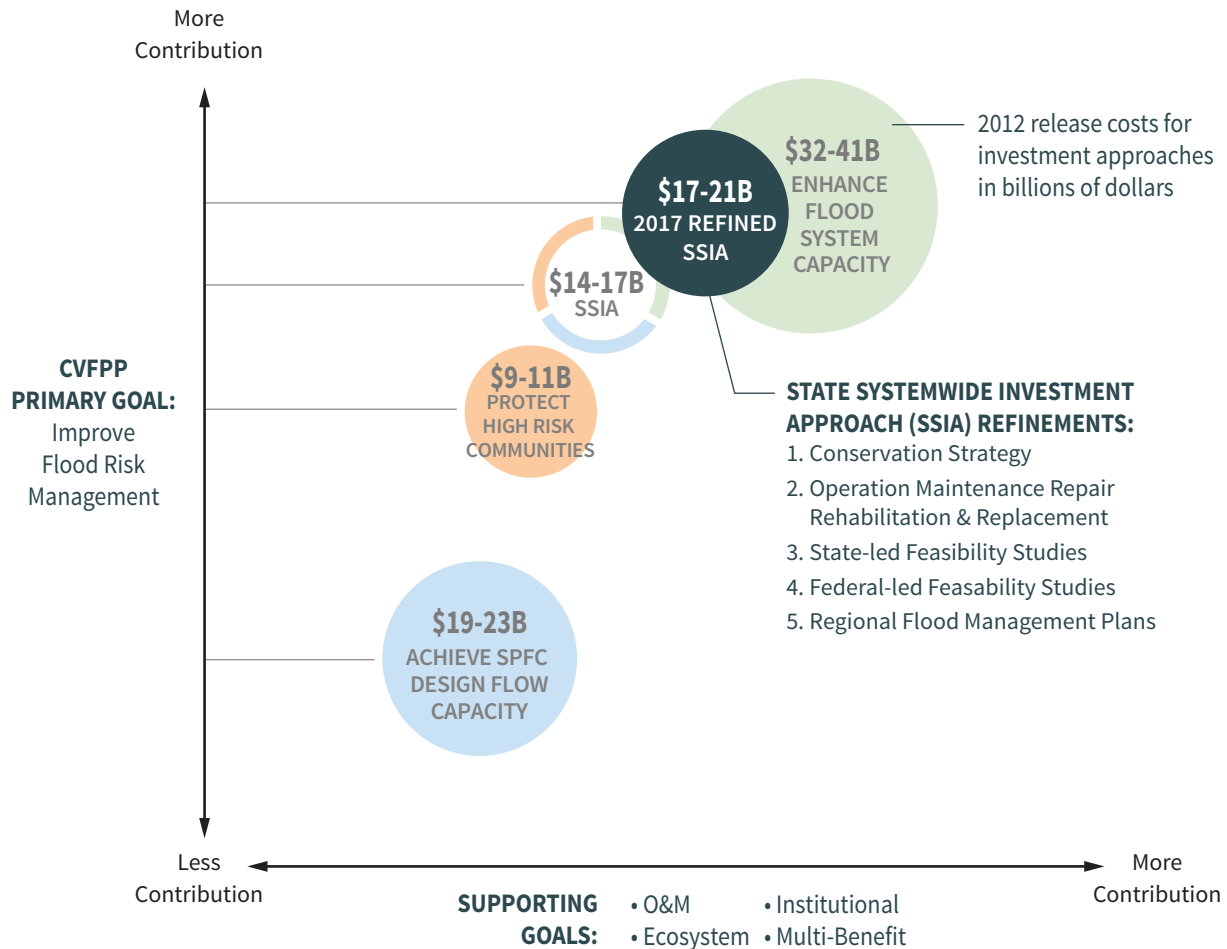 More
Contribution
2012 release costs for
investment approaches
in billions of dollars
$32-41B
ENHANCE
FLOOD
SYSTEM
CAPACITY
$17-21B
2017 REFINED
SSIA
$14-17B
SSIA
$9-11B
PROTECT
HIGH RISK
COMMUNITIES
CVFPP
PRIMARY GOAL:
Improve
Flood Risk
Management
STATE SYSTEMWIDE INVESTMENT
APPROACH (SSIA) REFINEMENTS:
1. Conservation Strategy
2. Operation Maintenance Repair
Rehabilitation & Replacement
3. State-led Feasibility Studies
4. Federal-led Feasability Studies
5. Regional Flood Management Plans
$19-23B
ACHIEVE SPFC
DESIGN FLOW
CAPACITY
Less
Contribution
More
Contribution
SUPPORTING
GOALS:
• O&M • Institutional
• Ecosystem • Multi-Benefit